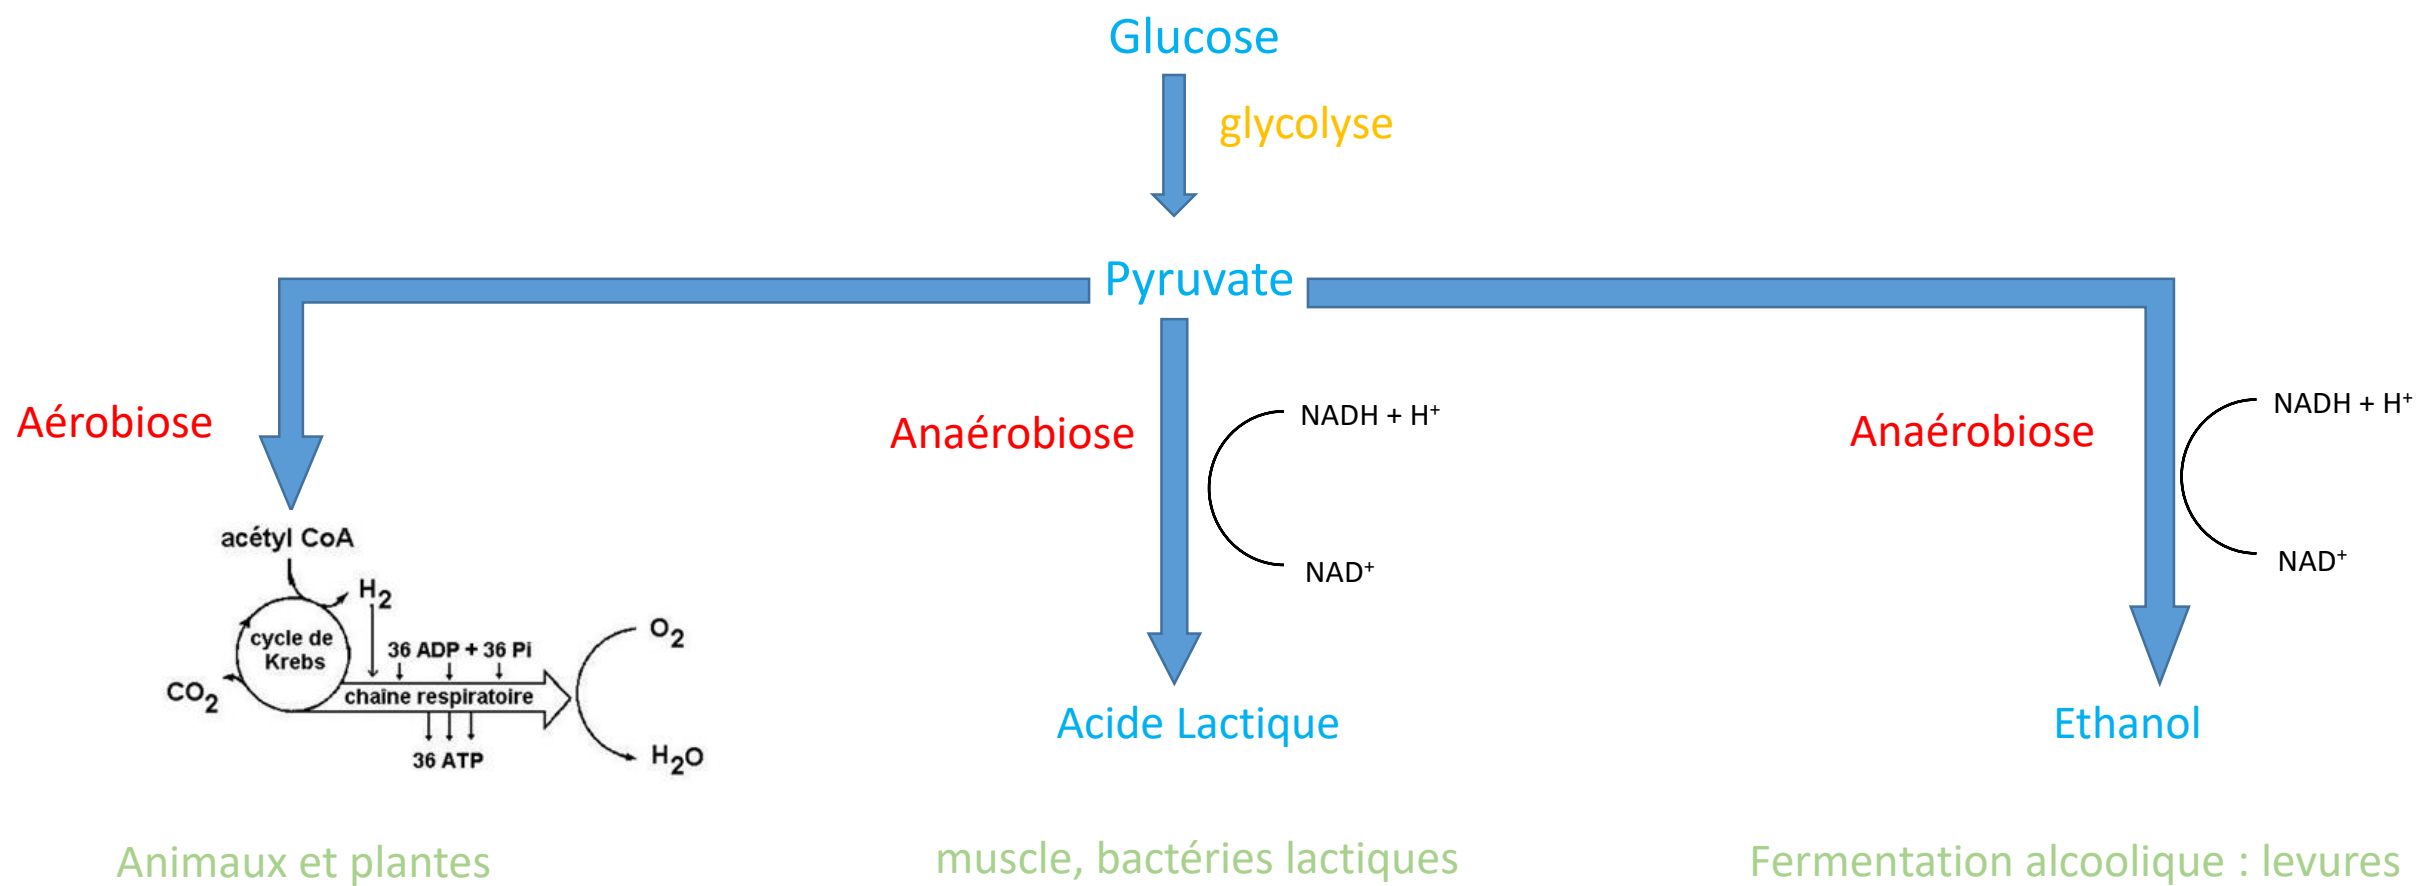 Glucose
glycolyse
Pyruvate
Aérobiose
Anaérobiose
NADH + H⁺
NAD⁺
Anaérobiose
NADH + H⁺
NAD⁺
acétyl CoA
H₂
cycle de
Krebs
CO₂
36 ADP + 36 Pi
chaîne respiratoire
36 ATP
O₂
H₂O
Acide Lactique
Ethanol
Animaux et plantes
muscle, bactéries lactiques
Fermentation alcoolique : levures